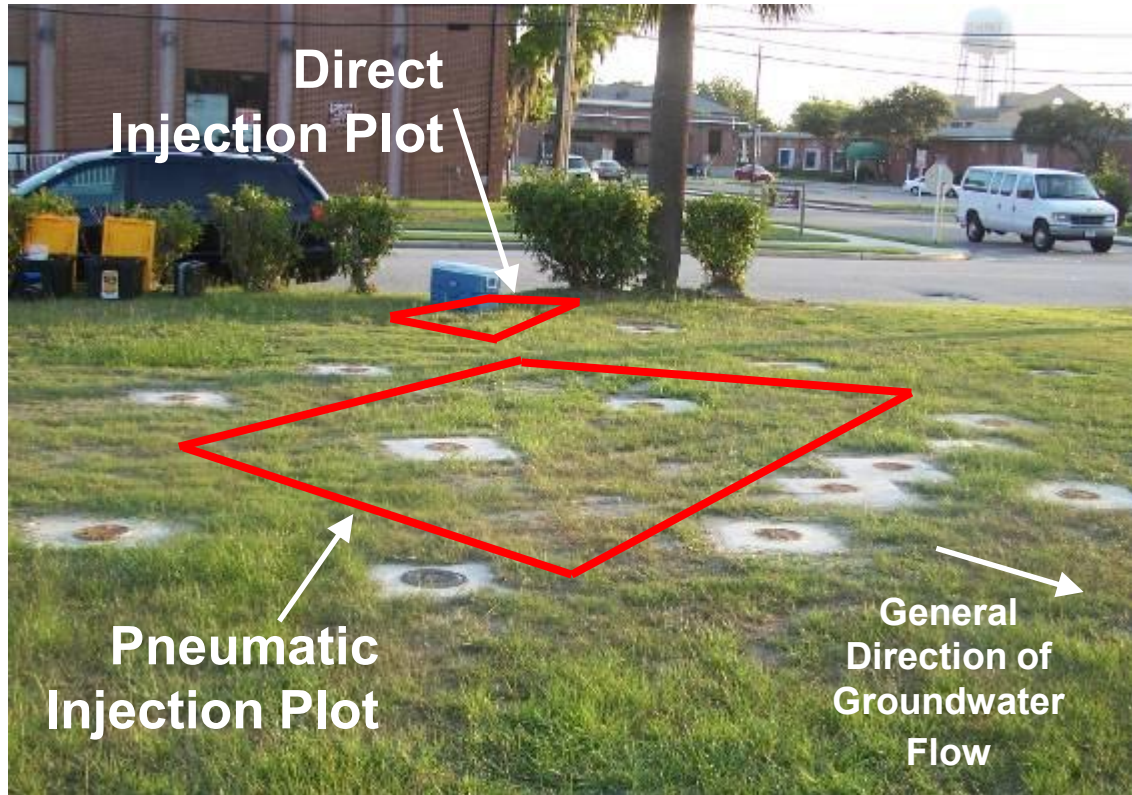 Direct
Injection Plot
Pneumatic
Injection Plot
General
Direction of
Groundwater
Flow